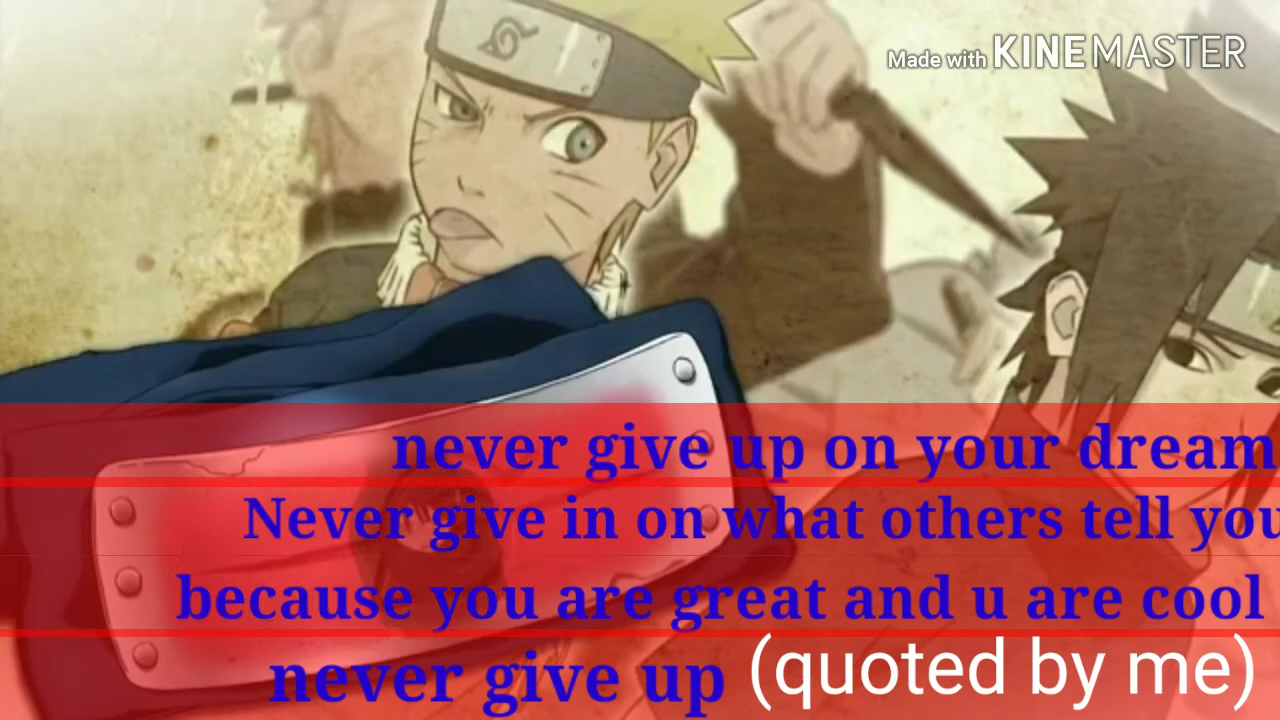 Made with KINEMASTER
never give up on your dream
Never give in on what others tell you
because you are great and u are cool
never give up (quoted by me)